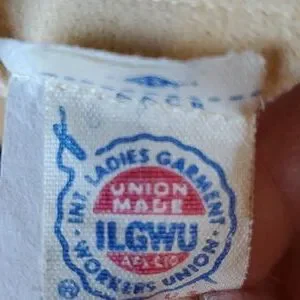 INT. LADIES GARMENT
UNION
MADE
ILGWU
AFL-CIO
WORKERS UNION
®